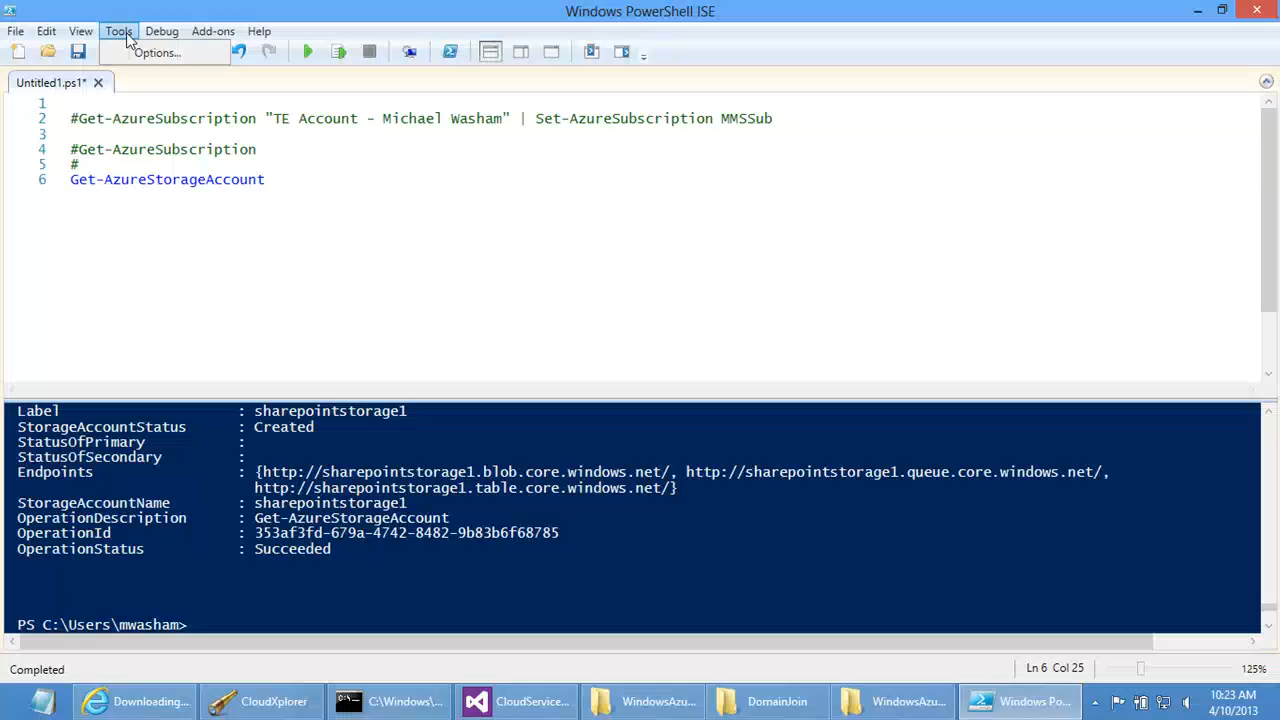 Windows PowerShell ISE
File Edit View Tools Debug Add-ons Help
Options...
Untitled1.ps1*
1
2 #Get-AzureSubscription "TE Account - Michael Washam" | Set-AzureSubscription MMSSub
3
4 #Get-AzureSubscription
5 #
6 Get-AzureStorageAccount
Label : sharepointstorage1
StorageAccountStatus : Created
StatusOfPrimary :
StatusOfSecondary :
Endpoints : {http://sharepointstorage1.blob.core.windows.net/, http://sharepointstorage1.queue.core.windows.net/,
http://sharepointstorage1.table.core.windows.net/}
StorageAccountName : sharepointstorage1
OperationDescription : Get-AzureStorageAccount
OperationId : 353af3fd-679a-4742-8482-9b83b6f68785
OperationStatus : Succeeded
PS C:\Users\mwasham>
Completed Ln 6 Col 25 125%
Downloading... CloudXplorer C:\Windows\... CloudService... WindowsAzu... DomainJoin WindowsAzu... Windows Po... 10:23 AM
4/10/2013